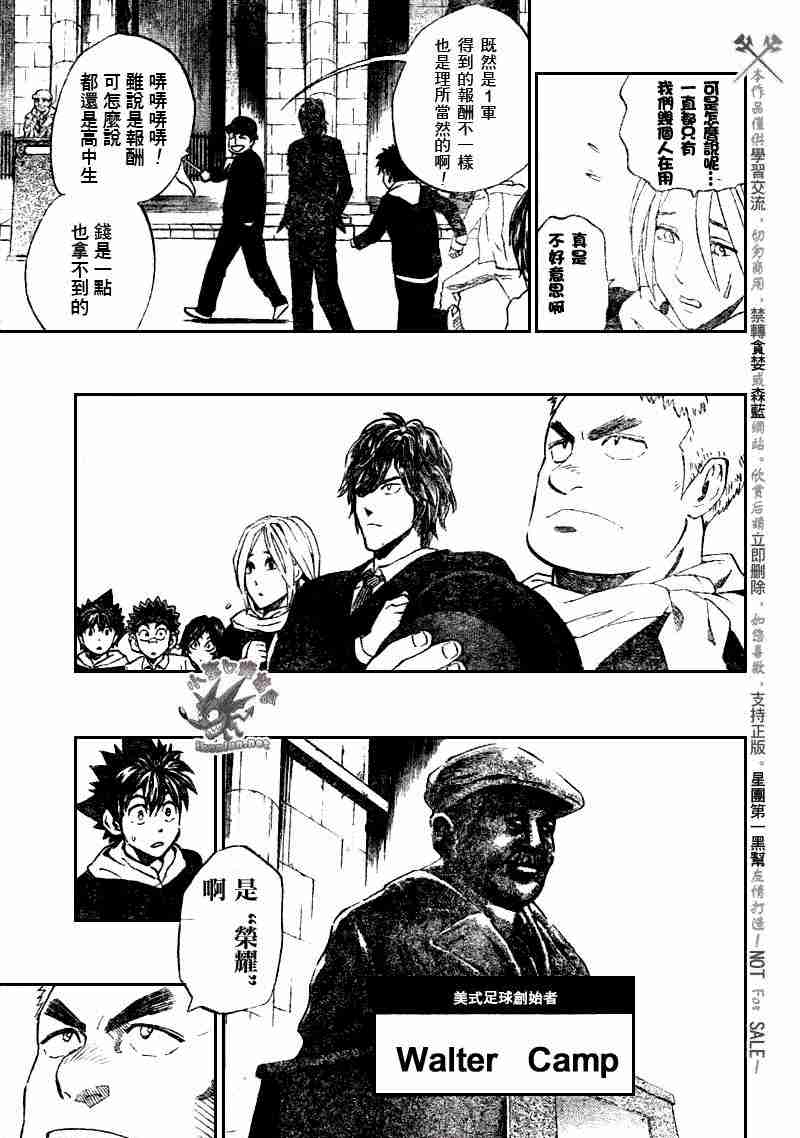 可是怎麼說呢…
一直都只有
我們幾個人在用
真是
不好意思啊
既然是1軍
得到的報酬不一樣
也是理所當然的啊！
哢哢哢哢！
雖說是報酬
可怎麼說
都還是高中生
錢是一點
也拿不到的
是“榮耀”
啊
美式足球創始者
Walter Camp
本作品僅供學習交流，切勿商用，禁轉貪婪或森藍網站。欣賞后請立即刪除，如您喜歡，支持正版。星團第一黑幫友情打造—NOT For SALE—